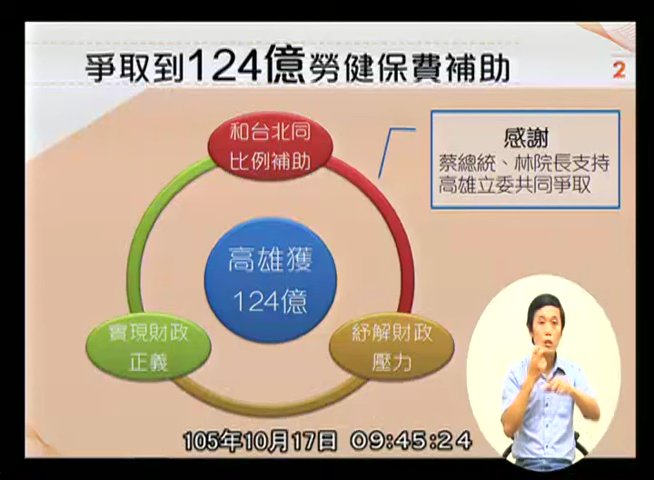 爭取到124億勞健保費補助
2
和台北同
比例補助
感謝
蔡總統、林院長支持
高雄立委共同爭取
高雄獲
124億
實現財政
正義
紓解財政
壓力
105年10月17日 09:45:24